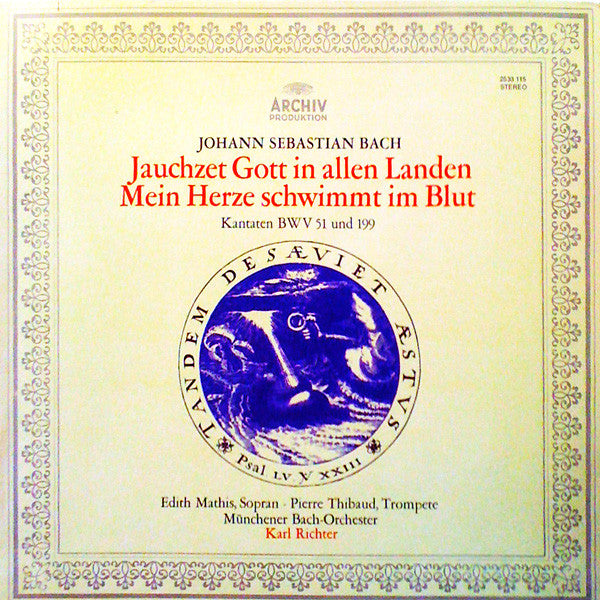 2533 115
STEREO
ARCHIV
PRODUKTION
JOHANN SEBASTIAN BACH
Jauchzet Gott in allen Landen
Mein Herze schwimmt im Blut
Kantaten BWV 51 und 199
TANDEM DESÆVIET ÆSTVS
Psal LV V XXIII
Edith Mathis, Sopran - Pierre Thibaud, Trompete
Münchener Bach-Orchester
Karl Richter